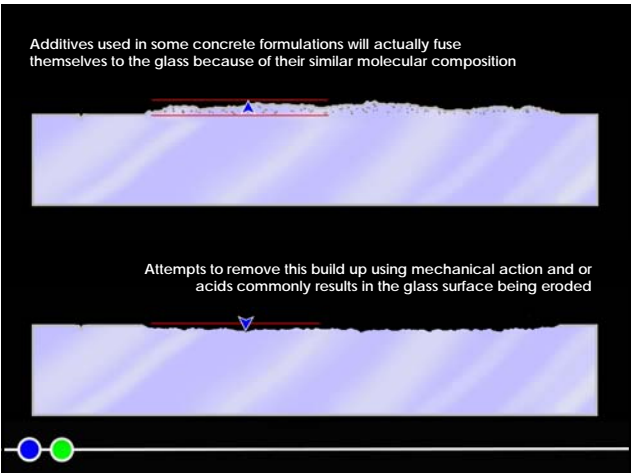 Additives used in some concrete formulations will actually fuse
themselves to the glass because of their similar molecular composition
Attempts to remove this build up using mechanical action and or
acids commonly results in the glass surface being eroded